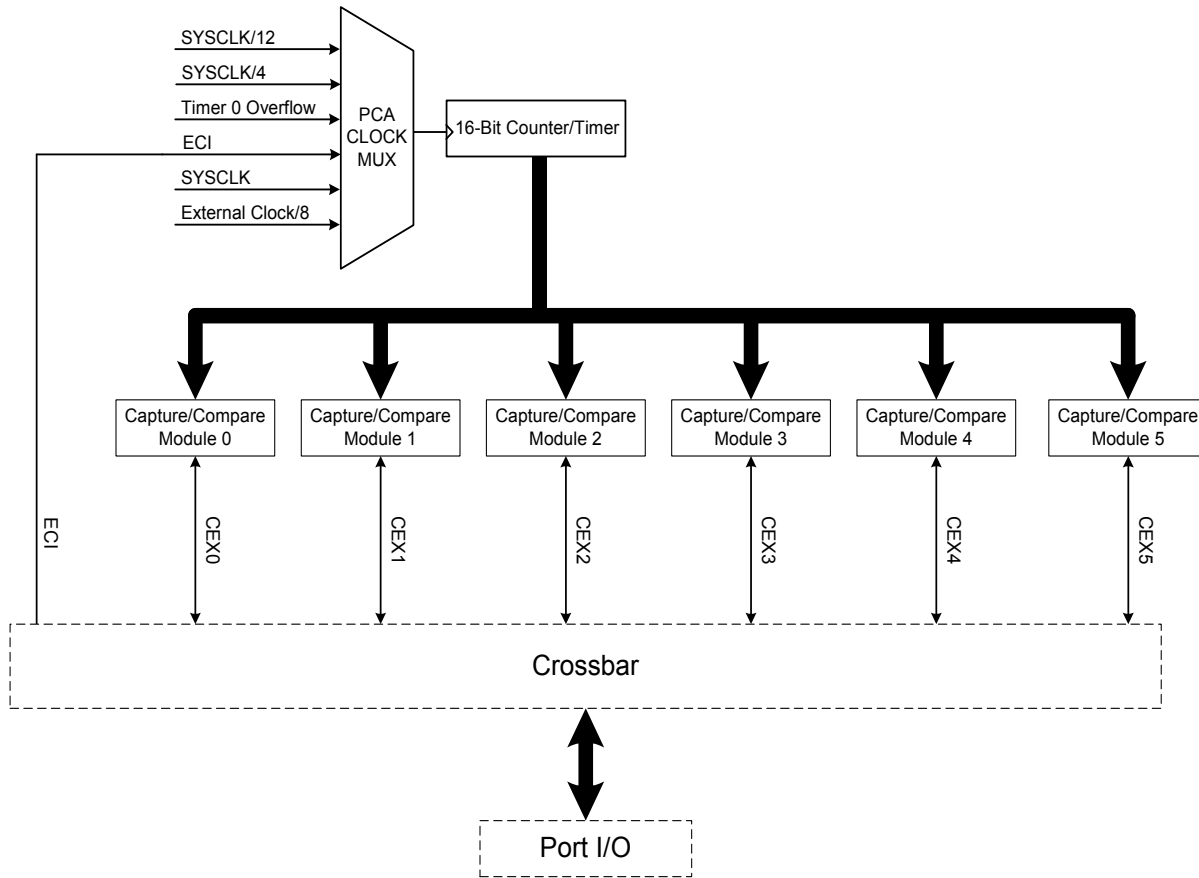 SYSCLK/12
SYSCLK/4
Timer 0 Overflow
ECI
SYSCLK
External Clock/8
PCA
CLOCK
MUX
16-Bit Counter/Timer
Capture/Compare
Module 0
Capture/Compare
Module 1
Capture/Compare
Module 2
Capture/Compare
Module 3
Capture/Compare
Module 4
Capture/Compare
Module 5
ECI
CEX0
CEX1
CEX2
CEX3
CEX4
CEX5
Crossbar
Port I/O